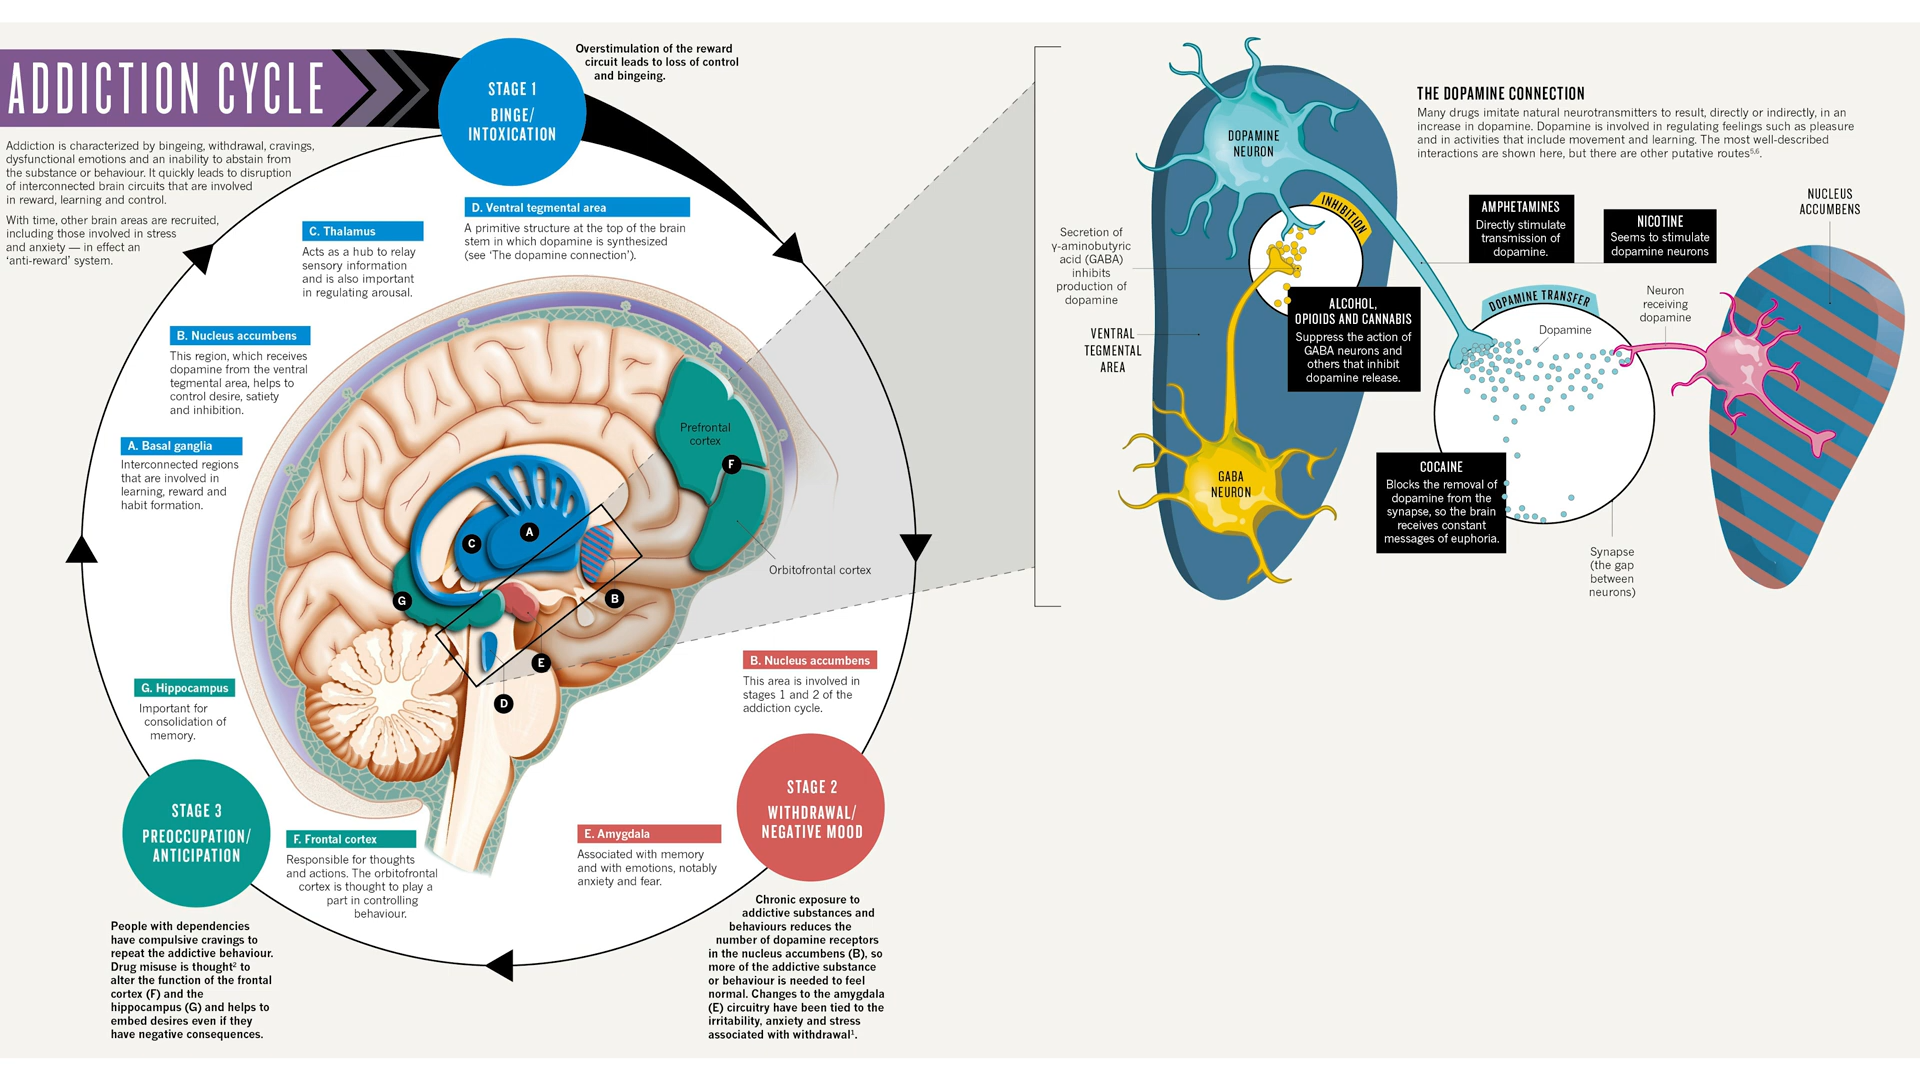 ADDICTION CYCLE
Addiction is characterized by bingeing, withdrawal, cravings,
dysfunctional emotions and an inability to abstain from
the substance or behaviour. It quickly leads to disruption
of interconnected brain circuits that are involved
in reward, learning and control.
With time, other brain areas are recruited,
including those involved in stress
and anxiety — in effect an
‘anti-reward’ system.
STAGE 1
BINGE/
INTOXICATION
Overstimulation of the reward
circuit leads to loss of control
and bingeing.
D. Ventral tegmental area
A primitive structure at the top of the brain
stem in which dopamine is synthesized
(see ‘The dopamine connection’).
C. Thalamus
Acts as a hub to relay
sensory information
and is also important
in regulating arousal.
B. Nucleus accumbens
This region, which receives
dopamine from the ventral
tegmental area, helps to
control desire, satiety
and inhibition.
A. Basal ganglia
Interconnected regions
that are involved in
learning, reward and
habit formation.
Prefrontal
cortex
F
A
C
G
B
E
D
Orbitofrontal cortex
B. Nucleus accumbens
This area is involved in
stages 1 and 2 of the
addiction cycle.
STAGE 2
WITHDRAWAL/
NEGATIVE MOOD
E. Amygdala
Associated with memory
and with emotions, notably
anxiety and fear.
Chronic exposure to
addictive substances and
behaviours reduces the
number of dopamine receptors
in the nucleus accumbens (B), so
more of the addictive substance
or behaviour is needed to feel
normal. Changes to the amygdala
(E) circuitry have been tied to the
irritability, anxiety and stress
associated with withdrawal¹.
G. Hippocampus
Important for
consolidation of
memory.
STAGE 3
PREOCCUPATION/
ANTICIPATION
F. Frontal cortex
Responsible for thoughts
and actions. The orbitofrontal
cortex is thought to play a
part in controlling
behaviour.
People with dependencies
have compulsive cravings to
repeat the addictive behaviour.
Drug misuse is thought² to
alter the function of the frontal
cortex (F) and the
hippocampus (G) and helps to
embed desires even if they
have negative consequences.
THE DOPAMINE CONNECTION
Many drugs imitate natural neurotransmitters to result, directly or indirectly, in an
increase in dopamine. Dopamine is involved in regulating feelings such as pleasure
and in activities that include movement and learning. The most well-described
interactions are shown here, but there are other putative routes⁵,⁶.
DOPAMINE
NEURON
INHIBITION
Secretion of
γ-aminobutyric
acid (GABA)
inhibits
production of
dopamine
VENTRAL
TEGMENTAL
AREA
ALCOHOL,
OPIOIDS AND CANNABIS
Suppress the action of
GABA neurons and
others that inhibit
dopamine release.
GABA
NEURON
AMPHETAMINES
Directly stimulate
transmission of
dopamine.
NICOTINE
Seems to stimulate
dopamine neurons
NUCLEUS
ACCUMBENS
DOPAMINE TRANSFER
Dopamine
Neuron
receiving
dopamine
COCAINE
Blocks the removal of
dopamine from the
synapse, so the brain
receives constant
messages of euphoria.
Synapse
(the gap
between
neurons)